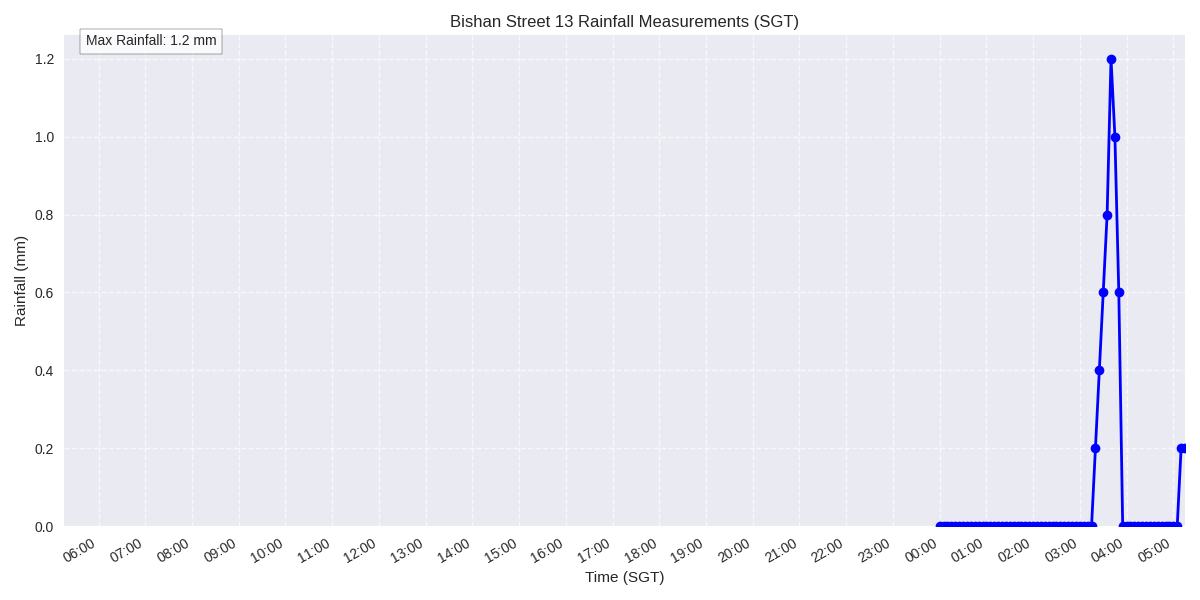 Bishan Street 13 Rainfall Measurements (SGT)
Max Rainfall: 1.2 mm
1.2
1.0
0.8
0.6
0.4
0.2
0.0
Rainfall (mm)
06:00 07:00 08:00 09:00 10:00 11:00 12:00 13:00 14:00 15:00 16:00 17:00 18:00 19:00 20:00 21:00 22:00 23:00 00:00 01:00 02:00 03:00 04:00 05:00
Time (SGT)